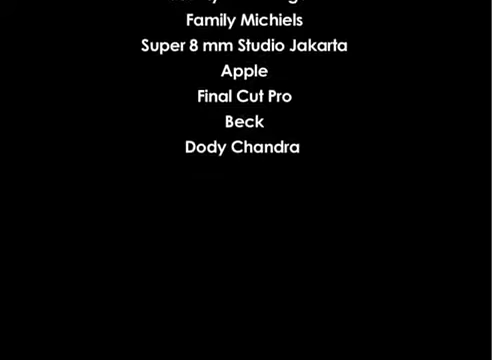 Family Michiels
Super 8 mm Studio Jakarta
Apple
Final Cut Pro
Beck
Dody Chandra